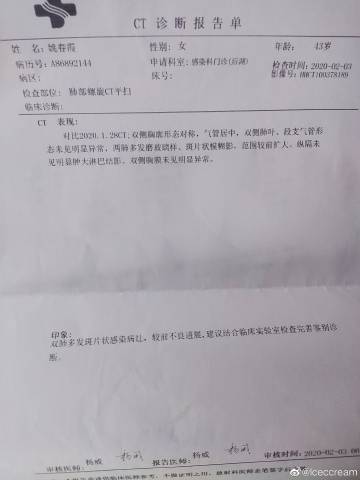 CT 诊断报告单
姓名: 姚春霞 性别: 女 年龄: 43岁
病历号: A86892144 申请科室: 感染科门诊(后湖) 检查时间: 2020-02-03
病区: 床号: 影像号: HMCT100378189
检查部位: 肺部螺旋CT平扫
临床诊断:
CT 表现:
对比2020.1.28CT: 双侧胸廓形态对称, 气管居中, 双侧肺叶、段支气管形
态未见明显异常, 两肺多发磨玻璃样、斑片状模糊影, 范围较前扩大。纵隔未
见明显肿大淋巴结影。双侧胸膜未见明显异常。
印象:
双肺多发斑片状感染病灶, 较前不良进展, 建议结合临床实验室检查完善鉴别诊
断。
审核医师: 杨威 杨威 报告医师: 杨威 杨威 审核时间: 2020-02-03
@iceccream